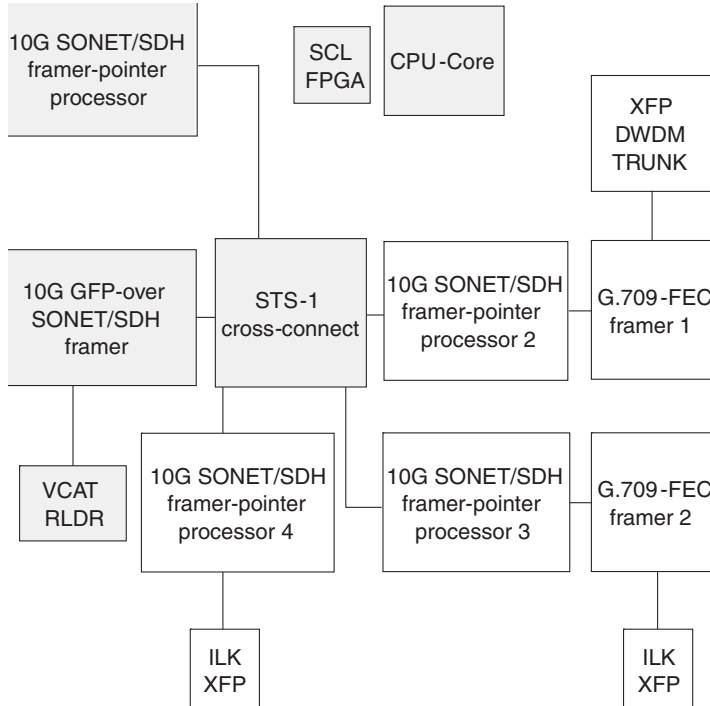 10G SONET/SDH
framer-pointer
processor
SCL
FPGA
CPU-Core
XFP
DWDM
TRUNK
10G GFP-over
SONET/SDH
framer
STS-1
cross-connect
10G SONET/SDH
framer-pointer
processor 2
G.709-FEC
framer 1
VCAT
RLDR
10G SONET/SDH
framer-pointer
processor 4
10G SONET/SDH
framer-pointer
processor 3
G.709-FEC
framer 2
ILK
XFP
ILK
XFP